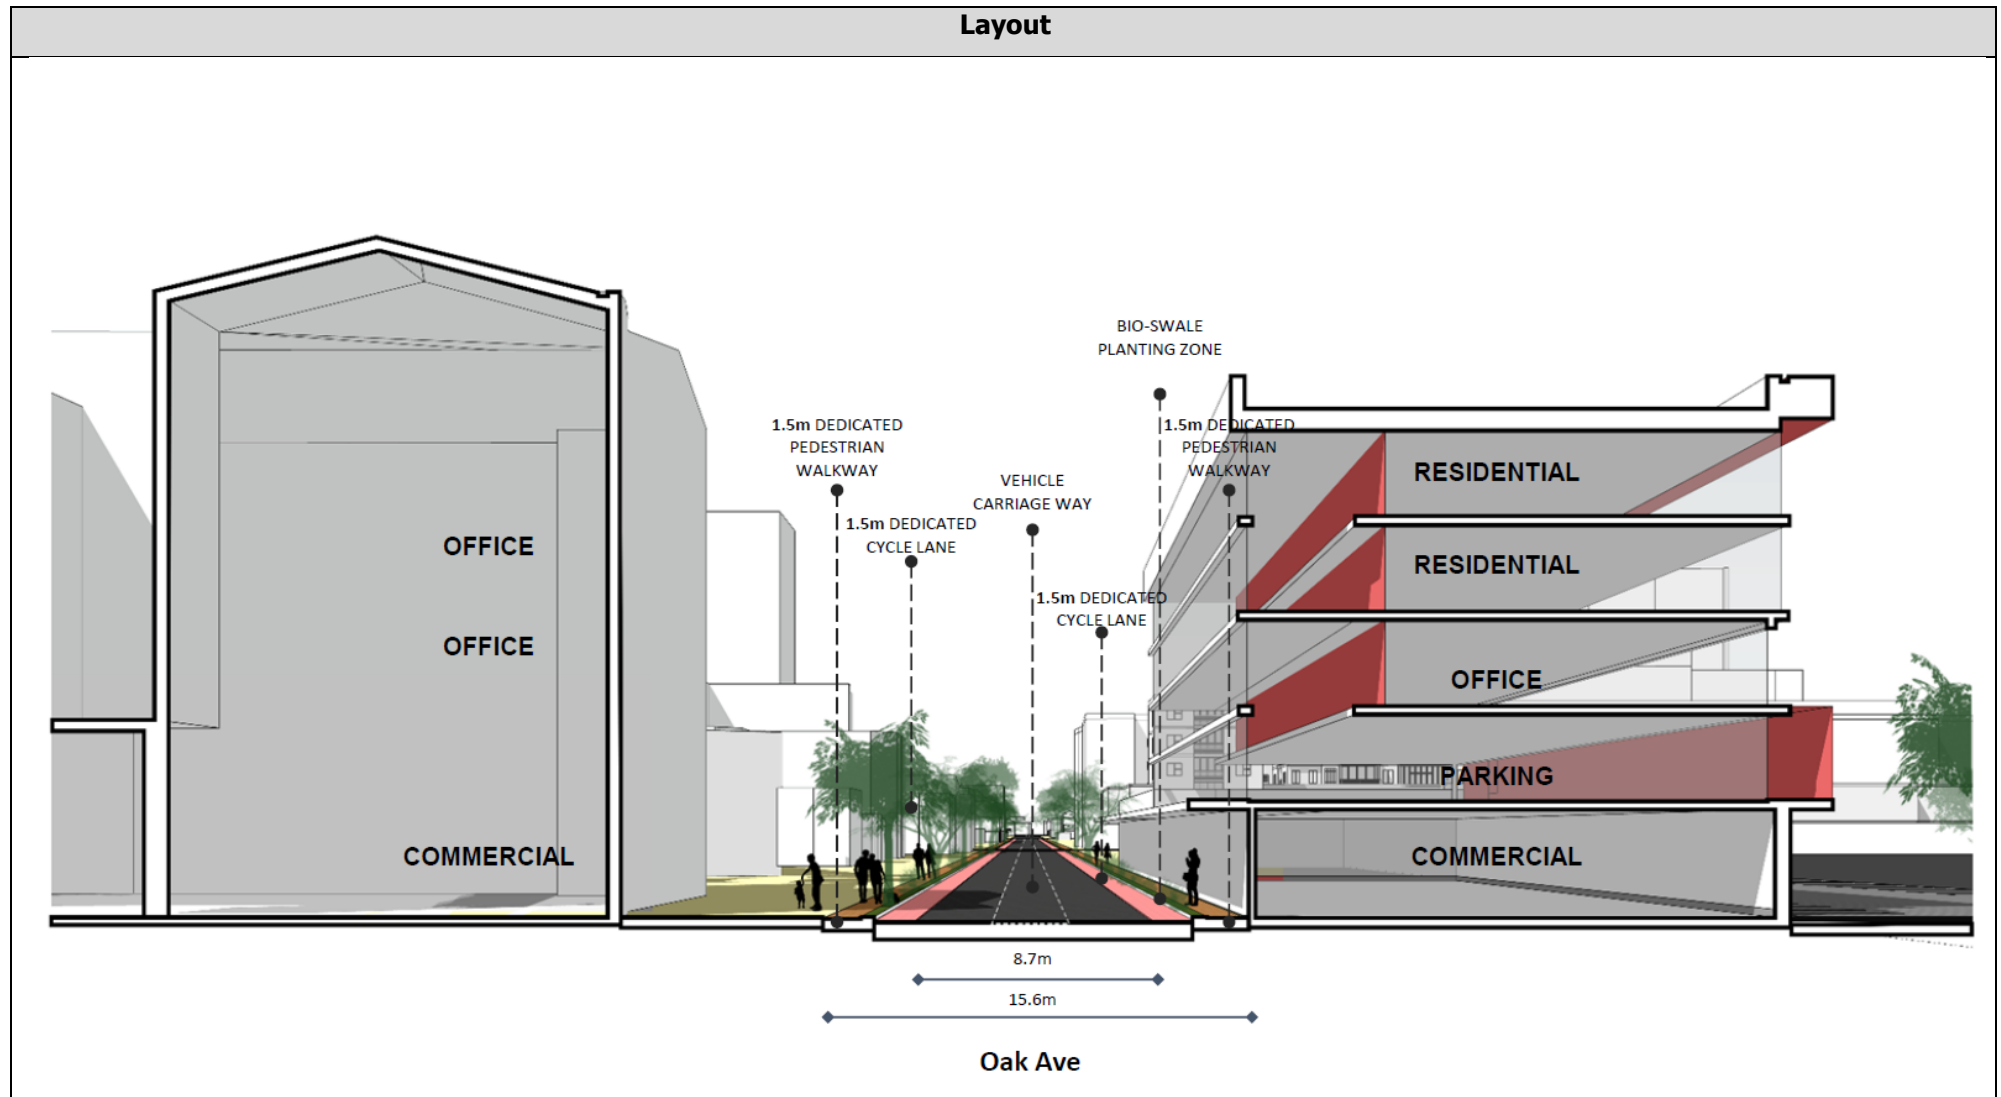 Layout
BIO-SWALE
PLANTING ZONE
1.5m DEDICATED
PEDESTRIAN
WALKWAY
1.5m DEDICATED
PEDESTRIAN
WALKWAY
VEHICLE
CARRIAGE WAY
1.5m DEDICATED
CYCLE LANE
1.5m DEDICATED
CYCLE LANE
OFFICE
OFFICE
COMMERCIAL
RESIDENTIAL
RESIDENTIAL
OFFICE
PARKING
COMMERCIAL
8.7m
15.6m
Oak Ave